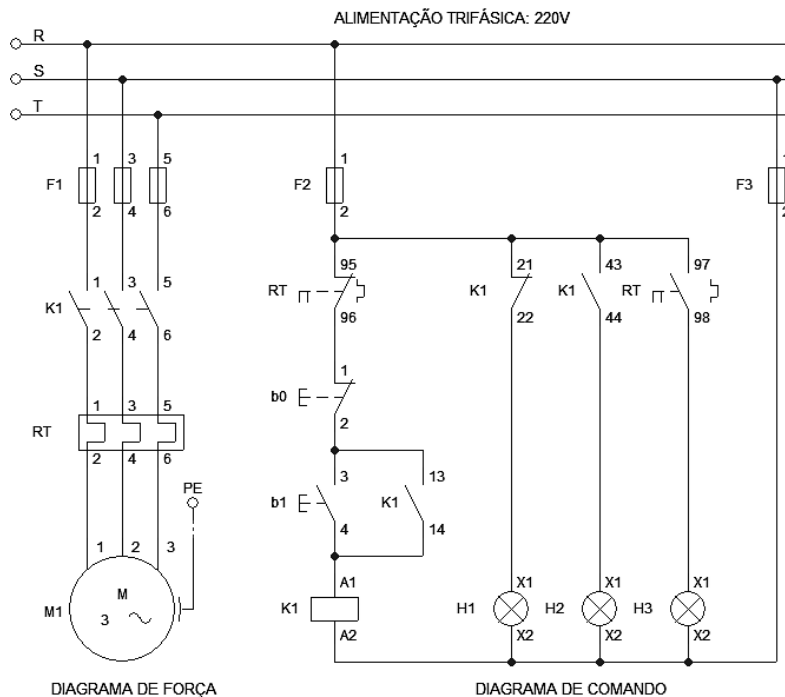 ALIMENTAÇÃO TRIFÁSICA: 220V
R
S
T
1 3 5 1 1
F1 F2 F3
2 4 6 2 2
1 3 5 95 21 43 97
K1 RT K1 K1 RT
2 4 6 96 22 44 98
1 3 5 1
RT b0
2 4 6 2
PE 3 13
b1 K1
4 14
1 2 3
M A1 X1 X1 X1
M1 3 K1 H1 H2 H3
A2 X2 X2 X2
DIAGRAMA DE FORÇA DIAGRAMA DE COMANDO